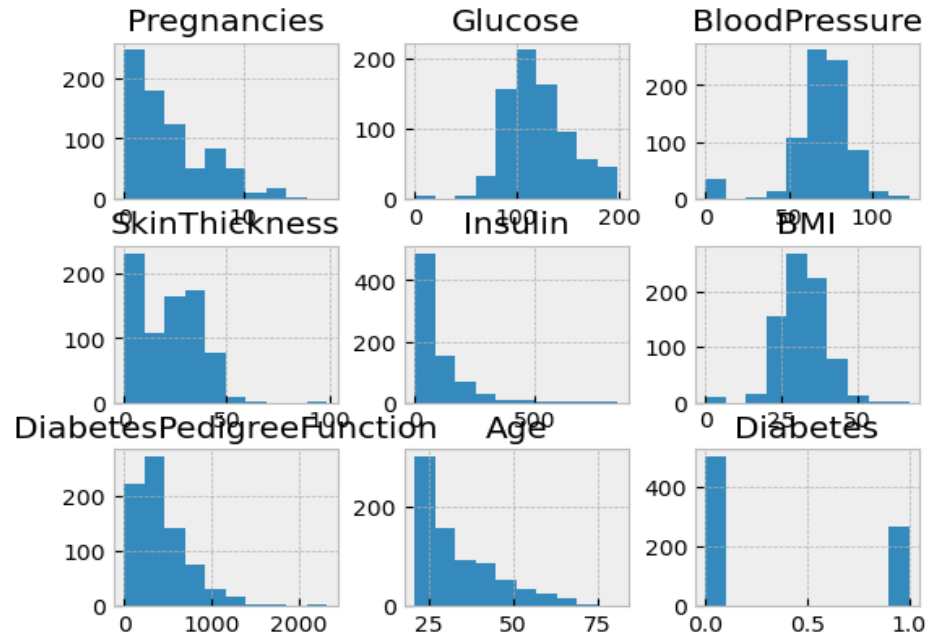 Pregnancies Glucose BloodPressure
200 200 200
100 100 100
0 0 0
0 10 0 100 200 0 50 100
SkinThickness Insulin BMI
200 400 200
100 200 100
0 0 0
0 50 100 0 500 0 25 50
DiabetesPedigreeFunction Age Diabetes
200 200 400
100 200
0 0 0
0 1000 2000 25 50 75 0.0 0.5 1.0